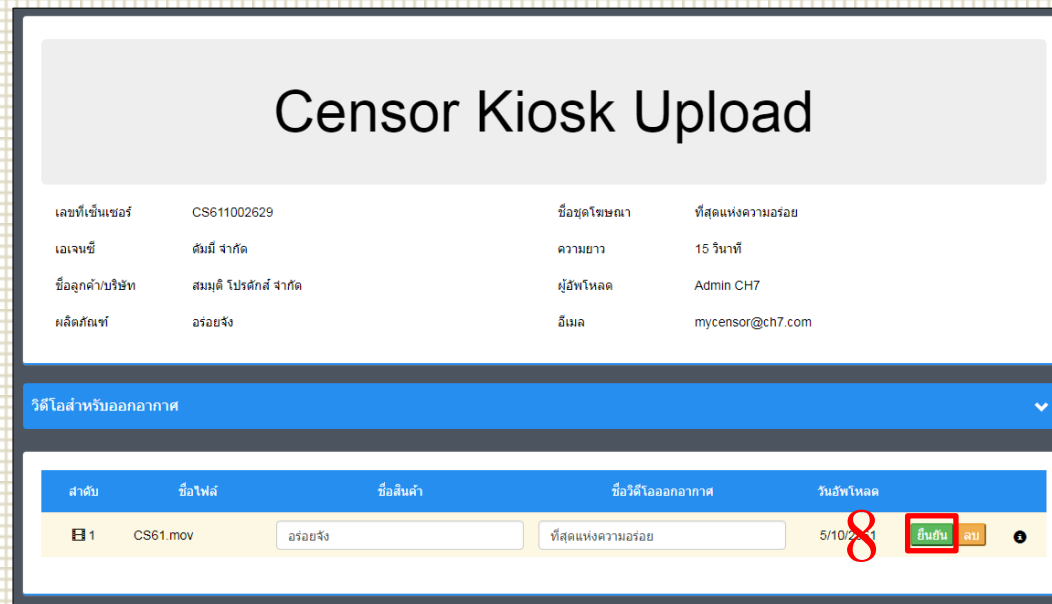 Censor Kiosk Upload
เลขที่เซ็นเซอร์ CS611002629 ชื่อชุดโฆษณา ที่สุดแห่งความอร่อย
เอเจนซี ดัมมี่ จำกัด ความยาว 15 วินาที
ชื่อลูกค้า/บริษัท สมมุติ โปรดักส์ จำกัด ผู้อัพโหลด Admin CH7
ผลิตภัณฑ์ อร่อยจัง อีเมล mycensor@ch7.com
วิดีโอสำหรับออกอากาศ
ลำดับ ชื่อไฟล์ ชื่อสินค้า ชื่อวิดีโอออกอากาศ วันอัพโหลด
1 CS61.mov อร่อยจัง ที่สุดแห่งความอร่อย 8 ยืนยัน ลบ